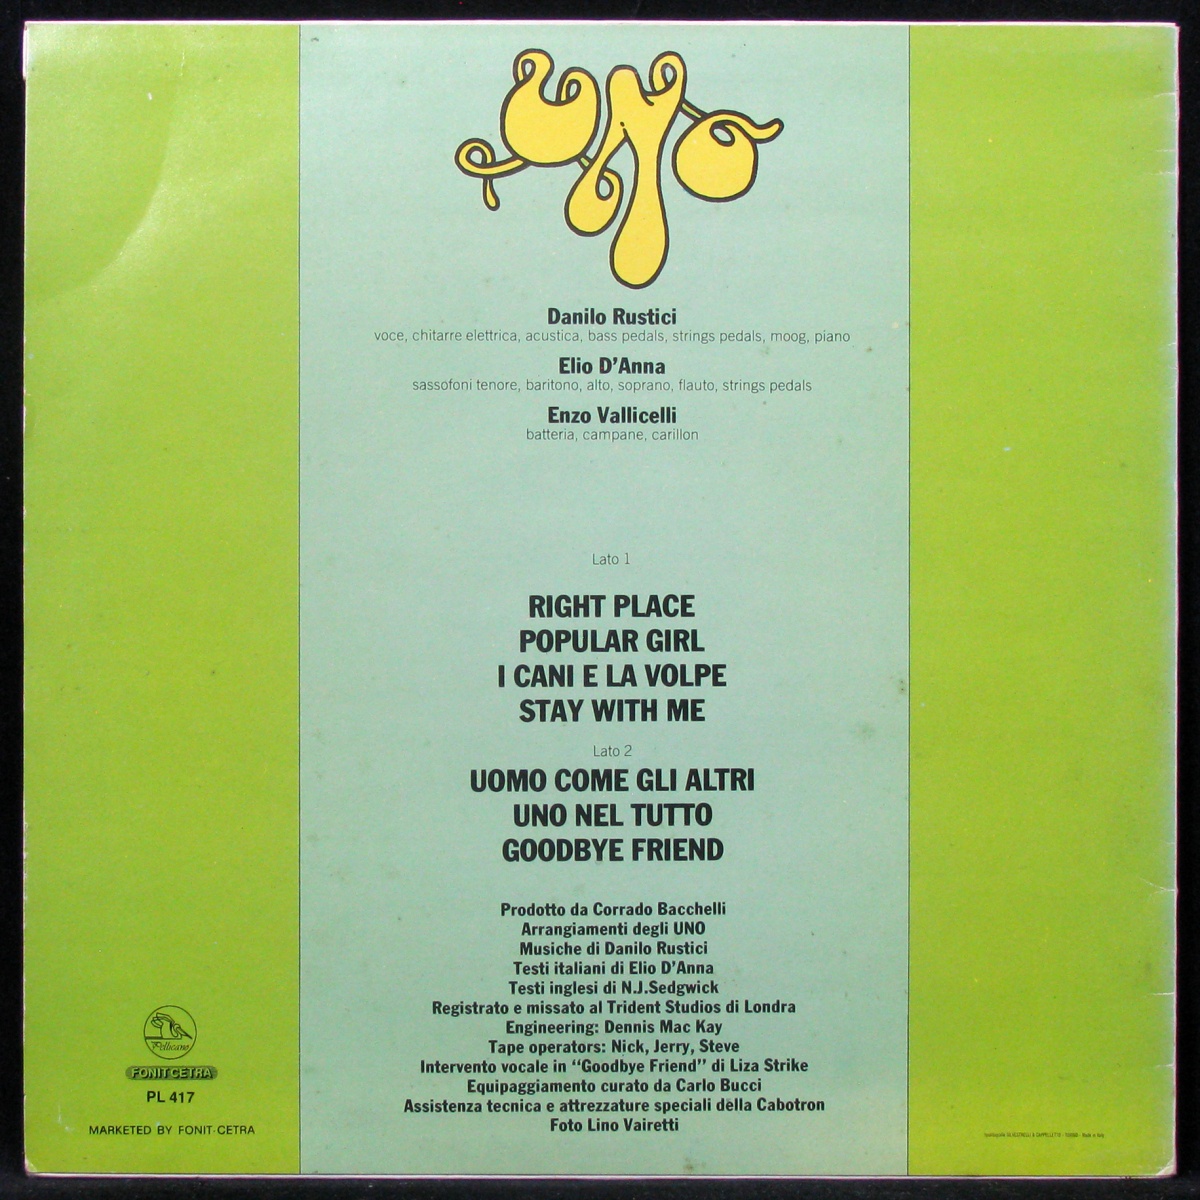 UNO
Danilo Rustici
voce, chitarre elettrica, acustica, bass pedals, strings pedals, moog, piano
Elio D'Anna
sassofoni tenore, baritono, alto, soprano, flauto, strings pedals
Enzo Vallicelli
batteria, campane, carillon
Lato 1
RIGHT PLACE
POPULAR GIRL
I CANI E LA VOLPE
STAY WITH ME
Lato 2
UOMO COME GLI ALTRI
UNO NEL TUTTO
GOODBYE FRIEND
Prodotto da Corrado Bacchelli
Arrangiamenti degli UNO
Musiche di Danilo Rustici
Testi italiani di Elio D'Anna
Testi inglesi di N.J.Sedgwick
Registrato e missato al Trident Studios di Londra
Engineering: Dennis Mac Kay
Tape operators: Nick, Jerry, Steve
Intervento vocale in “Goodbye Friend” di Liza Strike
Equipaggiamento curato da Carlo Bucci
Assistenza tecnica e attrezzature speciali della Cabotron
Foto Lino Vairetti
Pellicano
FONIT CETRA
PL 417
MARKETED BY FONIT-CETRA